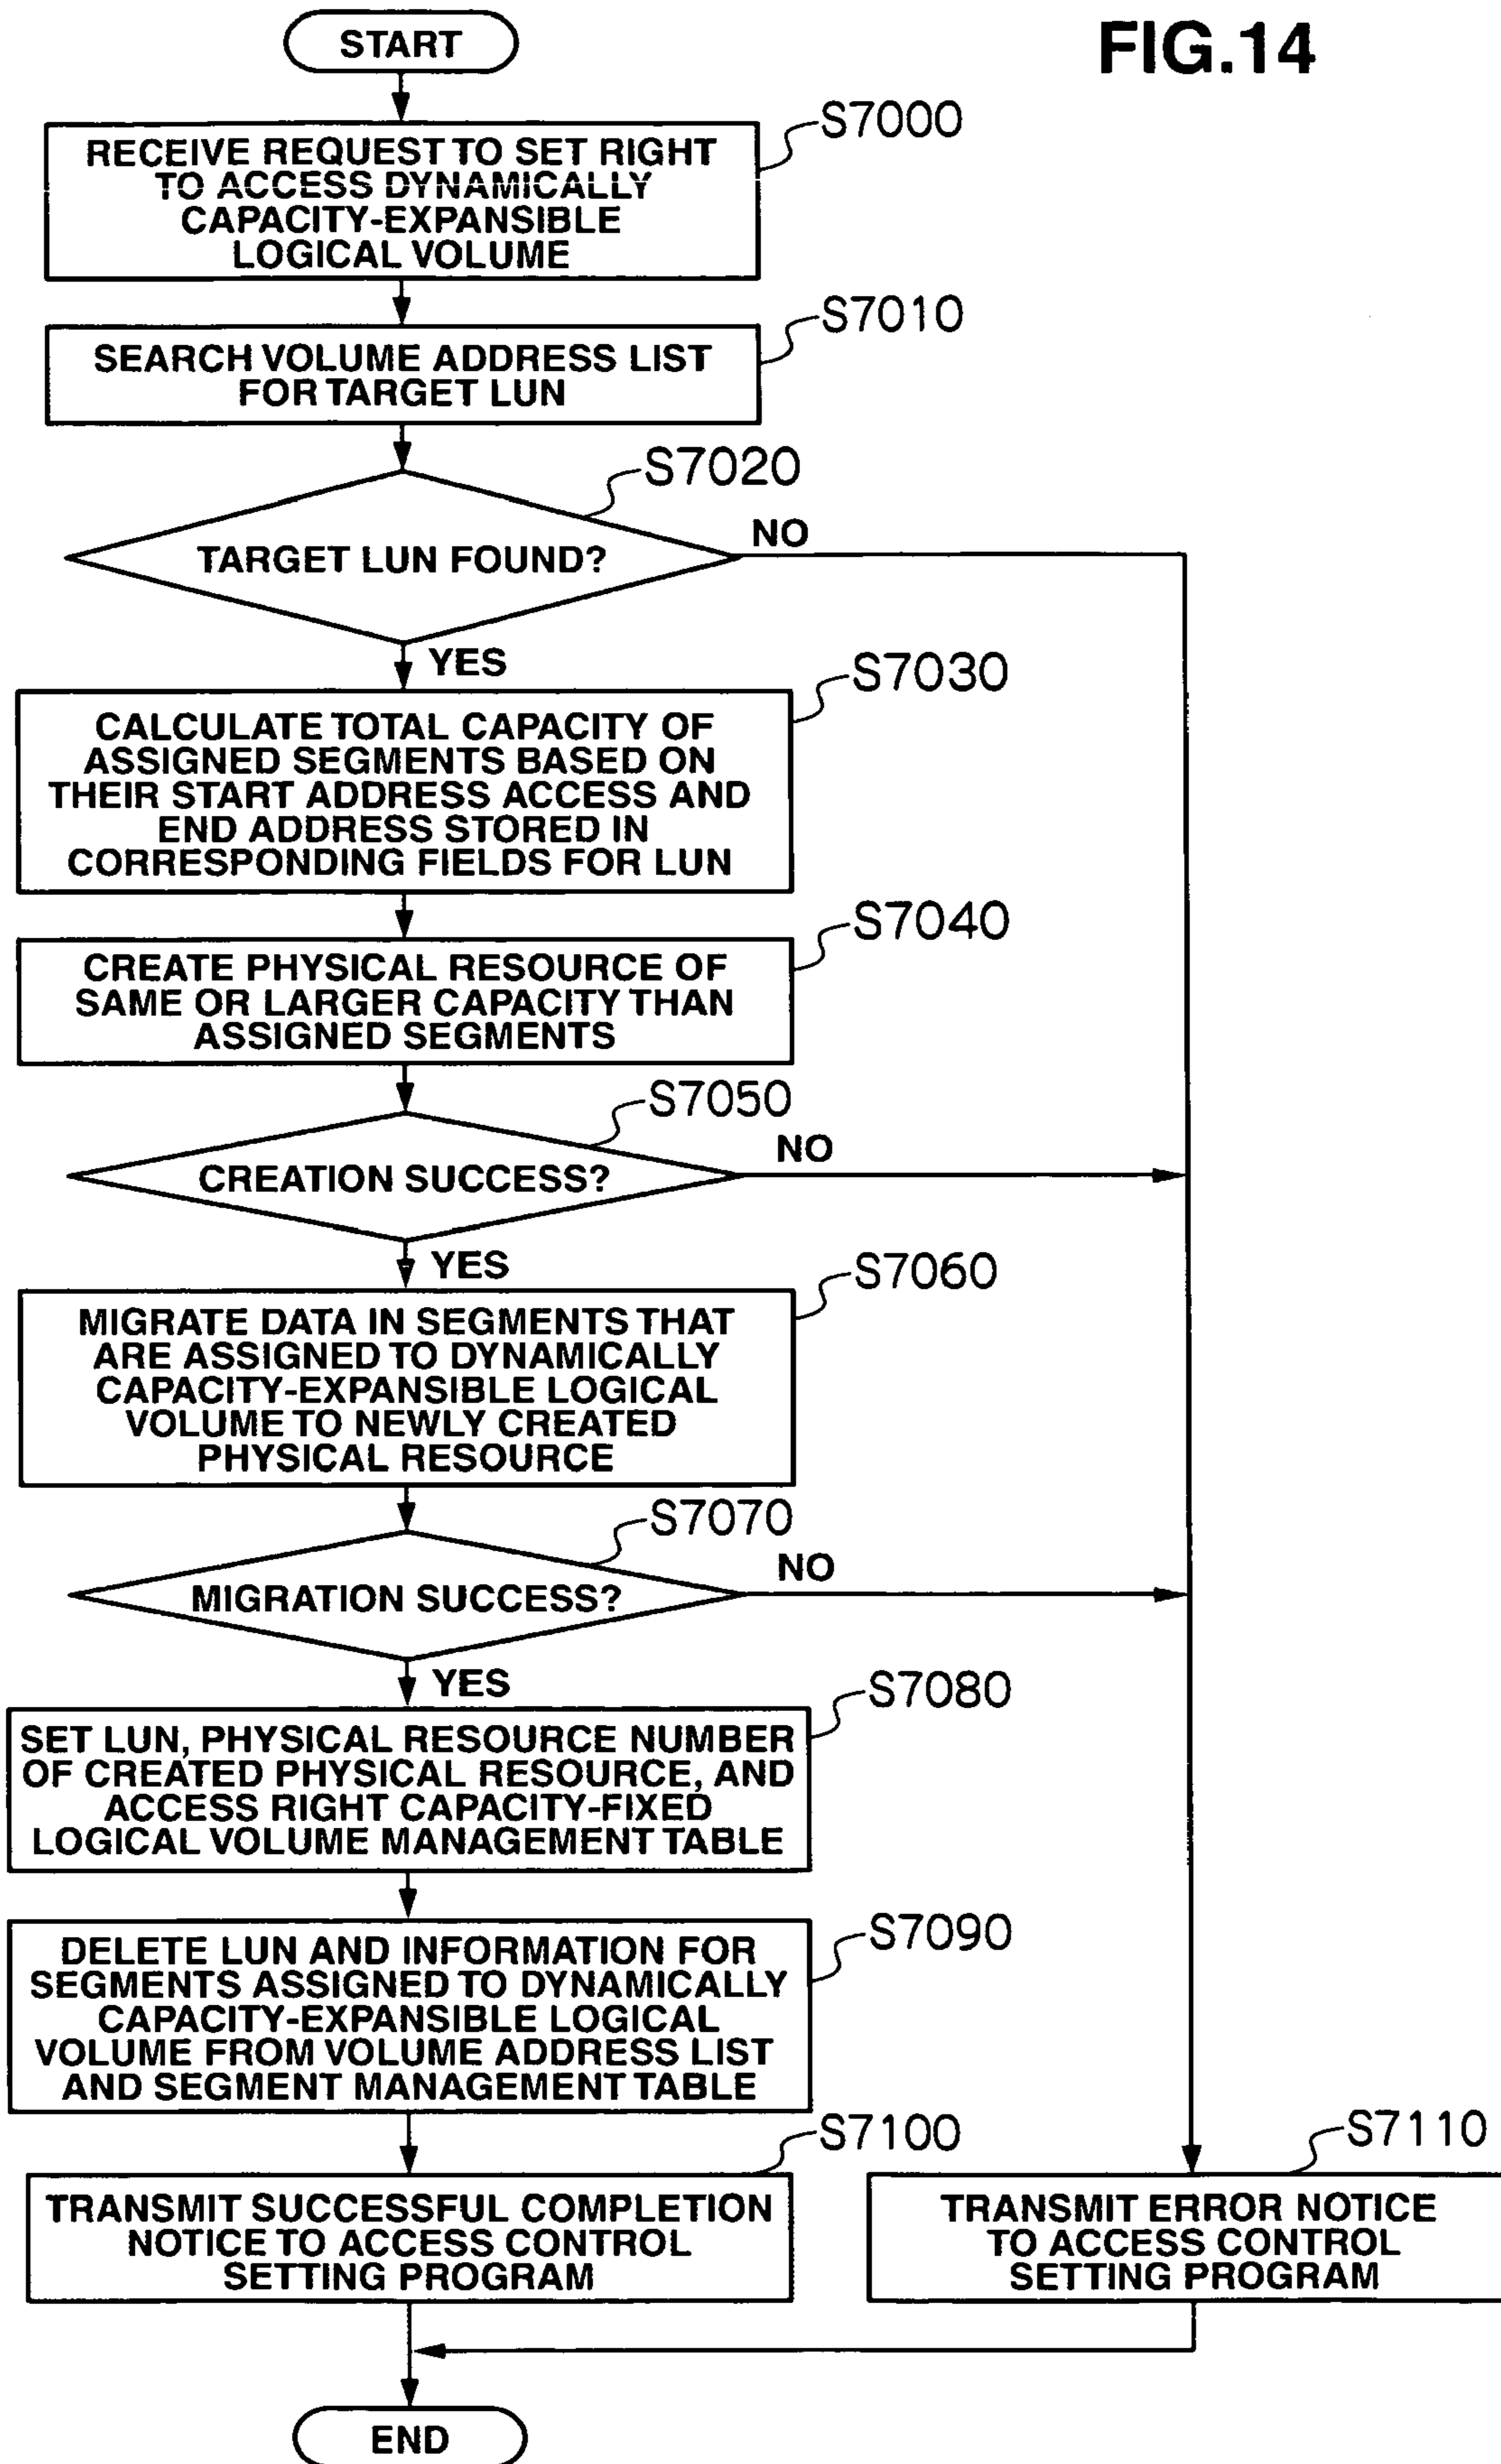 FIG.14
START
S7000
RECEIVE REQUEST TO SET RIGHT
TO ACCESS DYNAMICALLY
CAPACITY-EXPANSIBLE
LOGICAL VOLUME
S7010
SEARCH VOLUME ADDRESS LIST
FOR TARGET LUN
S7020
TARGET LUN FOUND?
NO
YES
S7030
CALCULATE TOTAL CAPACITY OF
ASSIGNED SEGMENTS BASED ON
THEIR START ADDRESS ACCESS AND
END ADDRESS STORED IN
CORRESPONDING FIELDS FOR LUN
S7040
CREATE PHYSICAL RESOURCE OF
SAME OR LARGER CAPACITY THAN
ASSIGNED SEGMENTS
S7050
CREATION SUCCESS?
NO
YES
S7060
MIGRATE DATA IN SEGMENTS THAT
ARE ASSIGNED TO DYNAMICALLY
CAPACITY-EXPANSIBLE LOGICAL
VOLUME TO NEWLY CREATED
PHYSICAL RESOURCE
S7070
MIGRATION SUCCESS?
NO
YES
S7080
SET LUN, PHYSICAL RESOURCE NUMBER
OF CREATED PHYSICAL RESOURCE, AND
ACCESS RIGHT CAPACITY-FIXED
LOGICAL VOLUME MANAGEMENT TABLE
S7090
DELETE LUN AND INFORMATION FOR
SEGMENTS ASSIGNED TO DYNAMICALLY
CAPACITY-EXPANSIBLE LOGICAL
VOLUME FROM VOLUME ADDRESS LIST
AND SEGMENT MANAGEMENT TABLE
S7100
TRANSMIT SUCCESSFUL COMPLETION
NOTICE TO ACCESS CONTROL
SETTING PROGRAM
S7110
TRANSMIT ERROR NOTICE
TO ACCESS CONTROL
SETTING PROGRAM
END